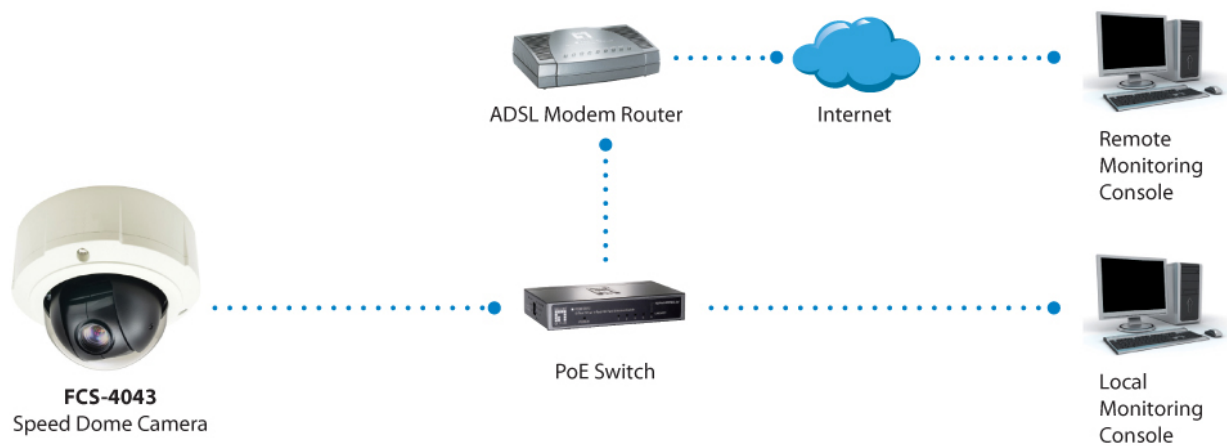 ADSL Modem Router
Internet
Remote
Monitoring
Console
FCS-4043
Speed Dome Camera
PoE Switch
Local
Monitoring
Console